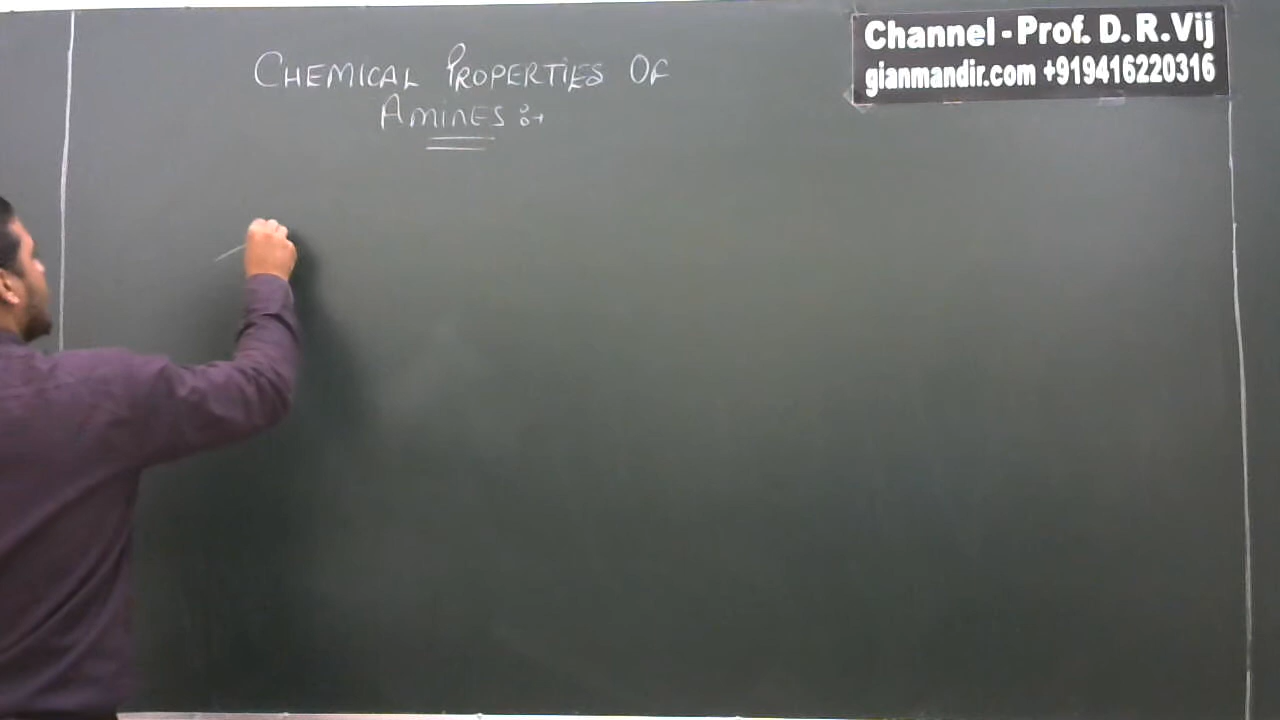 CHEMICAL PROPERTIES OF
AMINES :→
Channel - Prof. D. R. Vij
gianmandir.com +919416220316